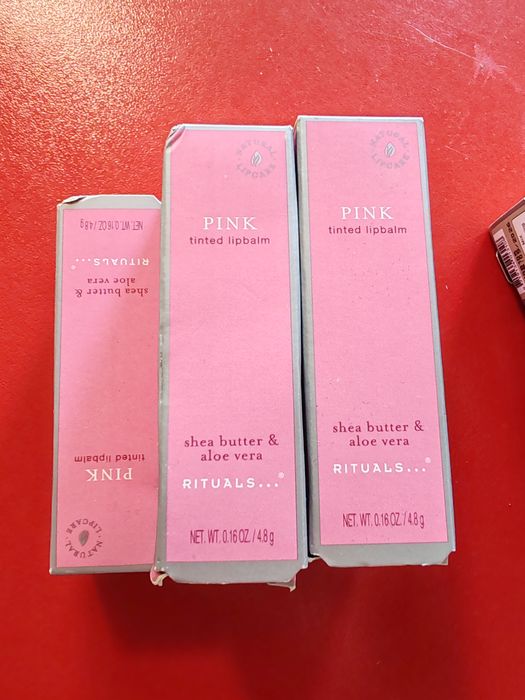 NATURAL
LIPCARE
PINK
tinted lipbalm
shea butter &
aloe vera
RITUALS...®
NET. WT. 0.16 OZ. / 4.8 g
NATURAL
LIPCARE
PINK
tinted lipbalm
shea butter &
aloe vera
RITUALS...®
NET. WT. 0.16 OZ. / 4.8 g
NATURAL
LIPCARE
PINK
tinted lipbalm
shea butter &
aloe vera
RITUALS...®
NET. WT. 0.16 OZ. / 4.8 g